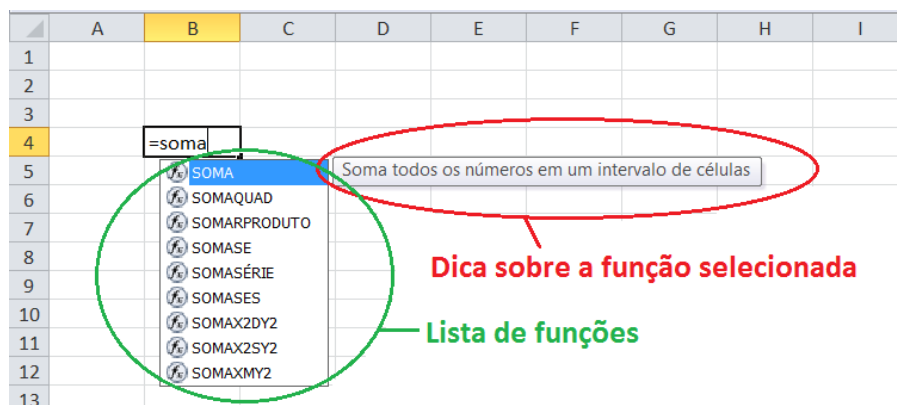 A B C D E F G H I
1
2
3
4 =soma
5 SOMA Soma todos os números em um intervalo de células
6 SOMAQUAD
7 SOMARPRODUTO
8 SOMASE
9 SOMASÉRIE
SOMASES
10 SOMAX2DY2
11 SOMAX2SY2
12 SOMAXMY2
13
Dica sobre a função selecionada
Lista de funções